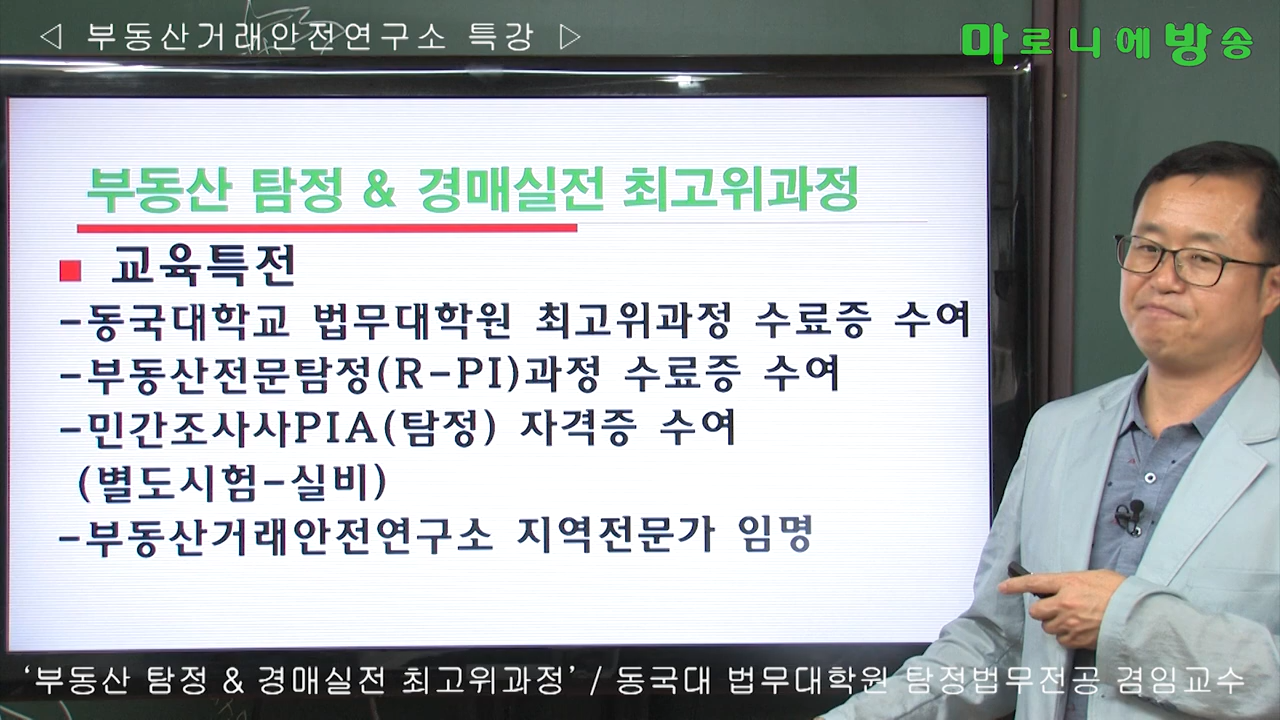 ◁ 부동산거래안전연구소 특강 ▷
마로니에방송
부동산 탐정 & 경매실전 최고위과정
■ 교육특전
-동국대학교 법무대학원 최고위과정 수료증 수여
-부동산전문탐정(R-PI)과정 수료증 수여
-민간조사사PIA(탐정) 자격증 수여
(별도시험-실비)
-부동산거래안전연구소 지역전문가 임명
‘부동산 탐정 & 경매실전 최고위과정’ / 동국대 법무대학원 탐정법무전공 겸임교수